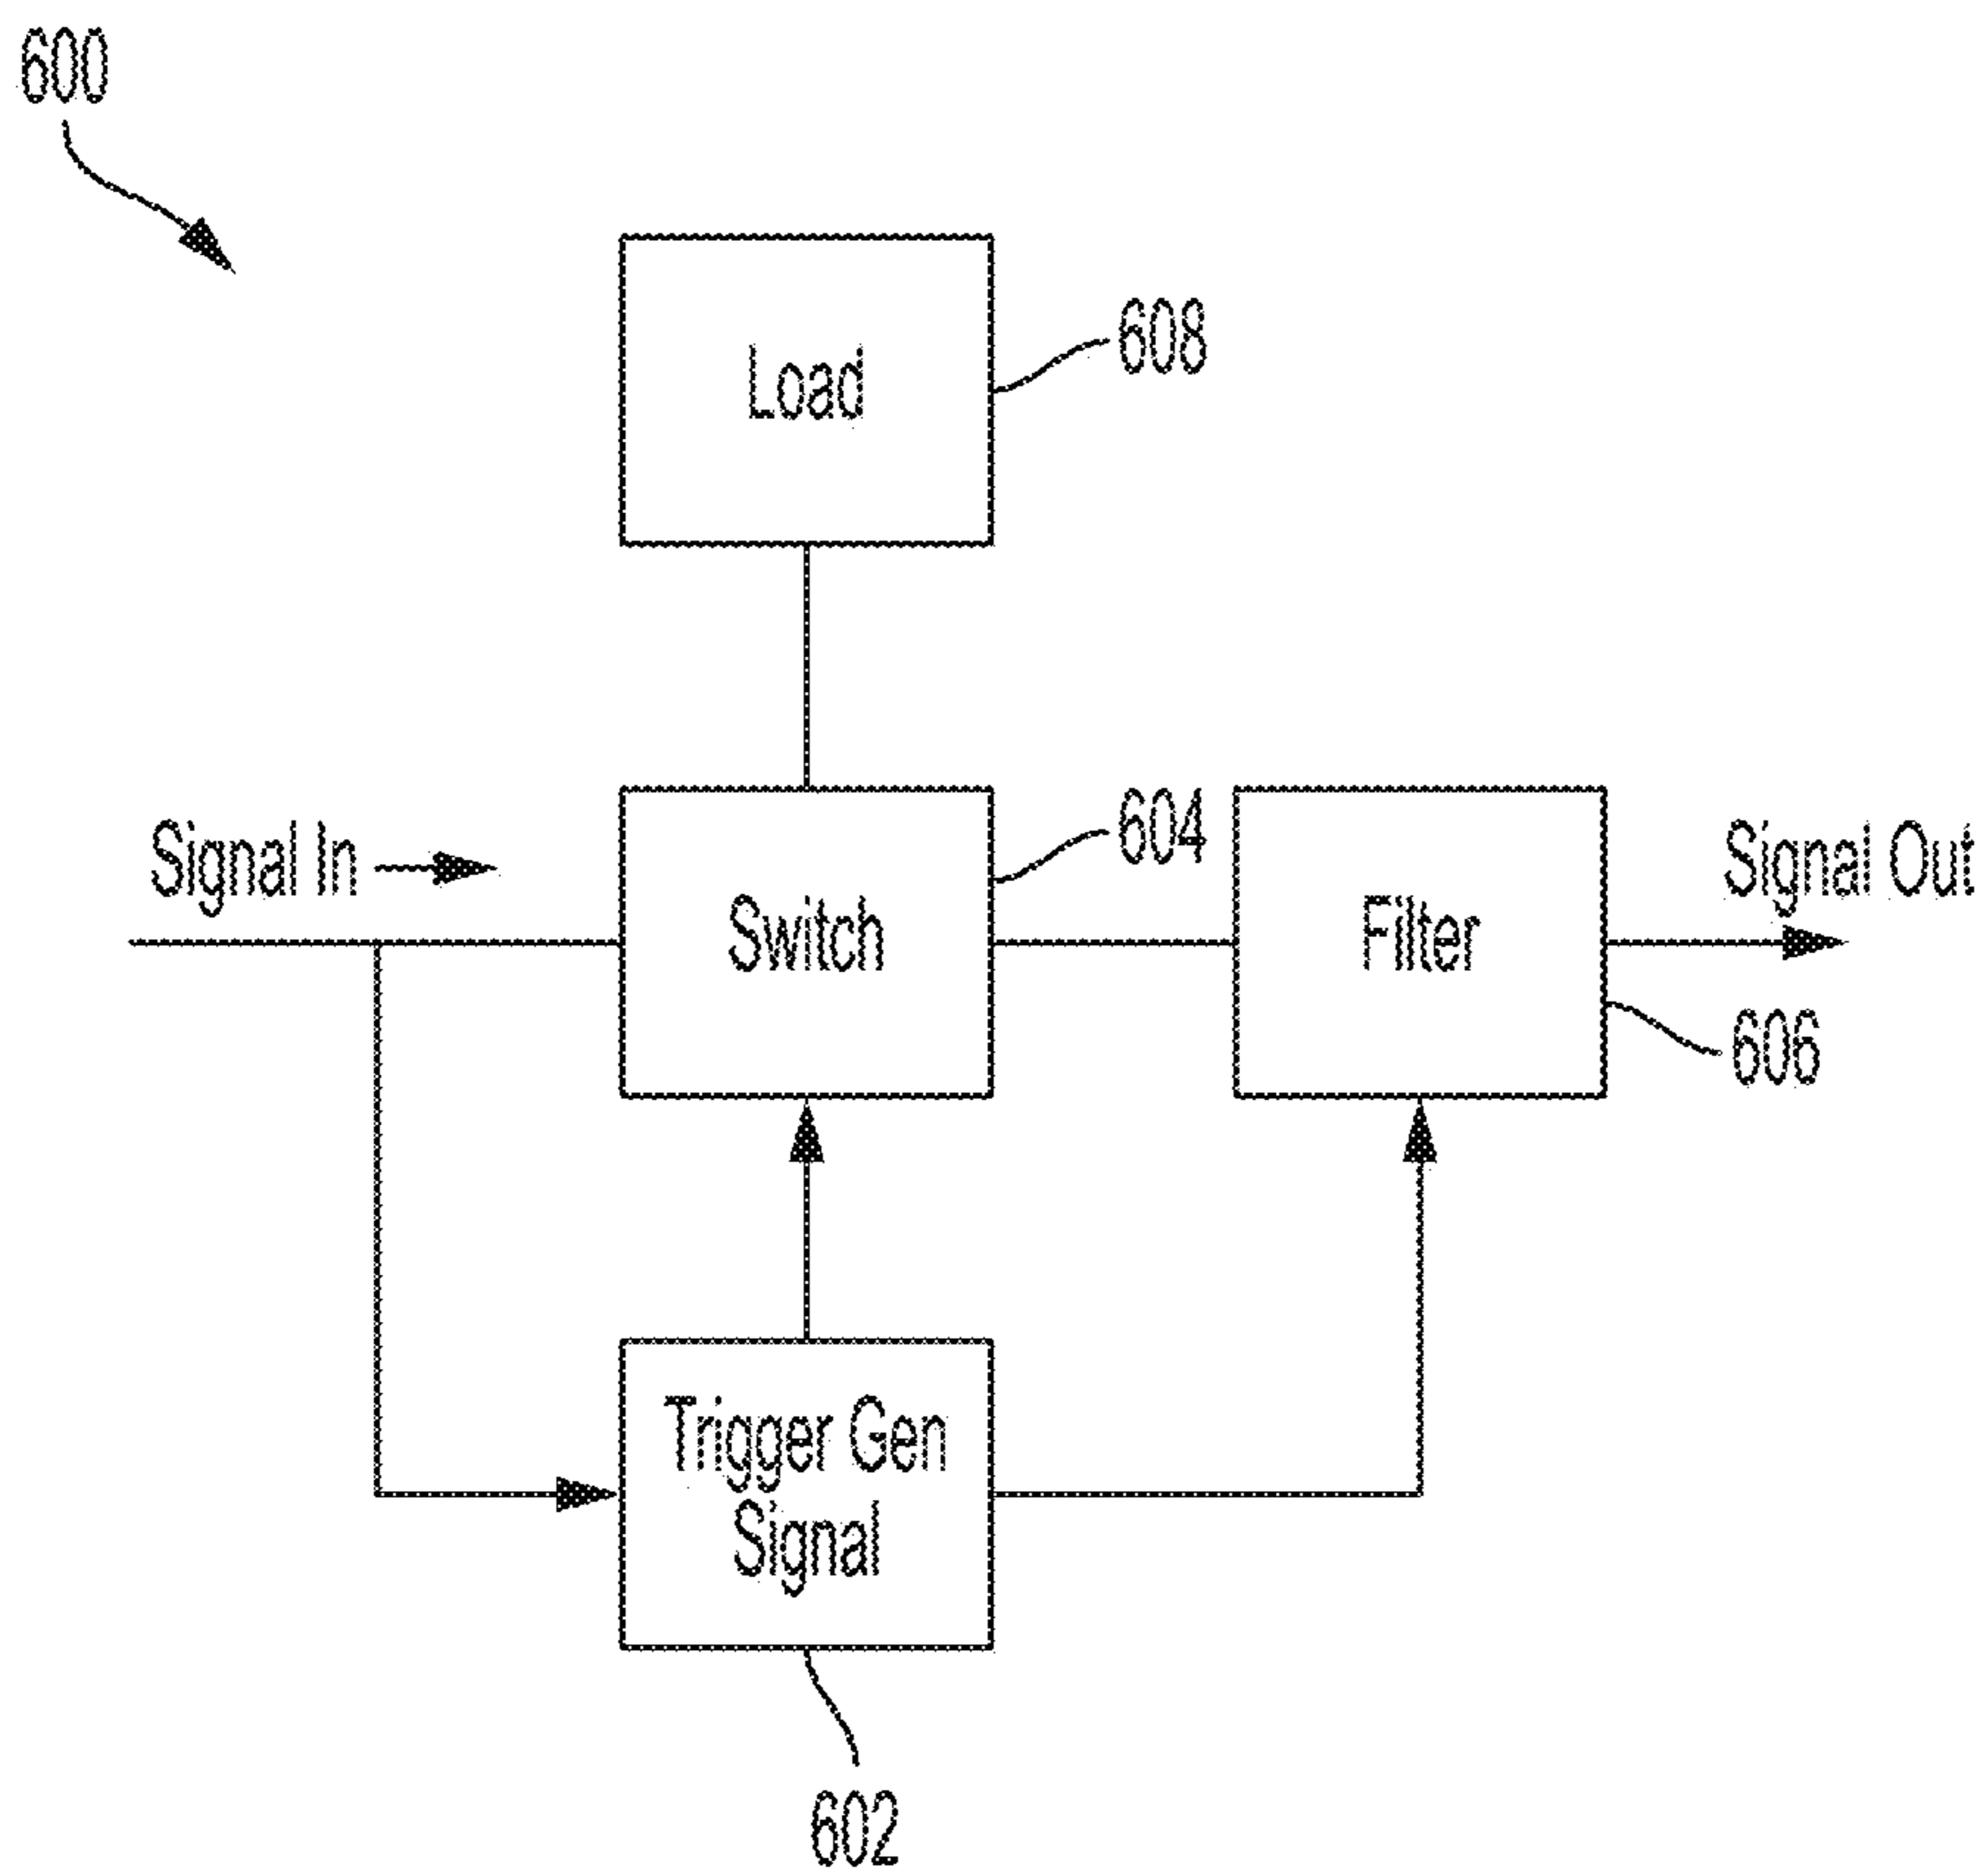 600
Load
608
Signal In
Switch
604
Filter
Signal Out
606
Trigger Gen
Signal
602